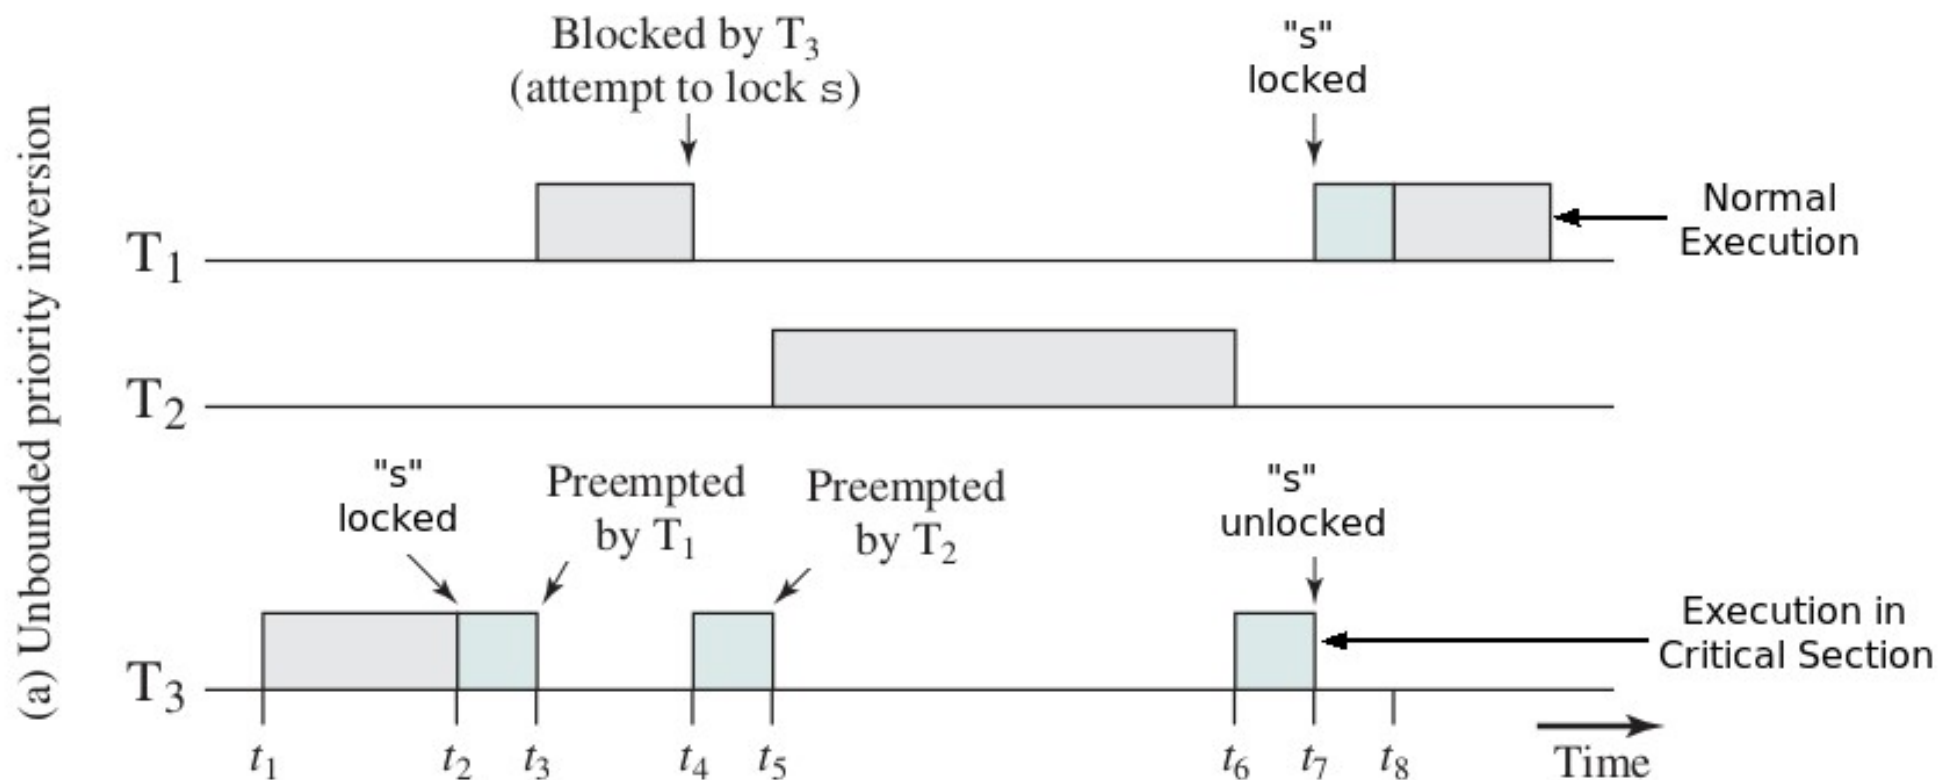 (a) Unbounded priority inversion
Blocked by T3
(attempt to lock s)
"s"
locked
Normal
Execution
T1
T2
"s"
locked
Preempted
by T1
Preempted
by T2
"s"
unlocked
Execution in
Critical Section
T3
t1 t2 t3 t4 t5 t6 t7 t8 Time